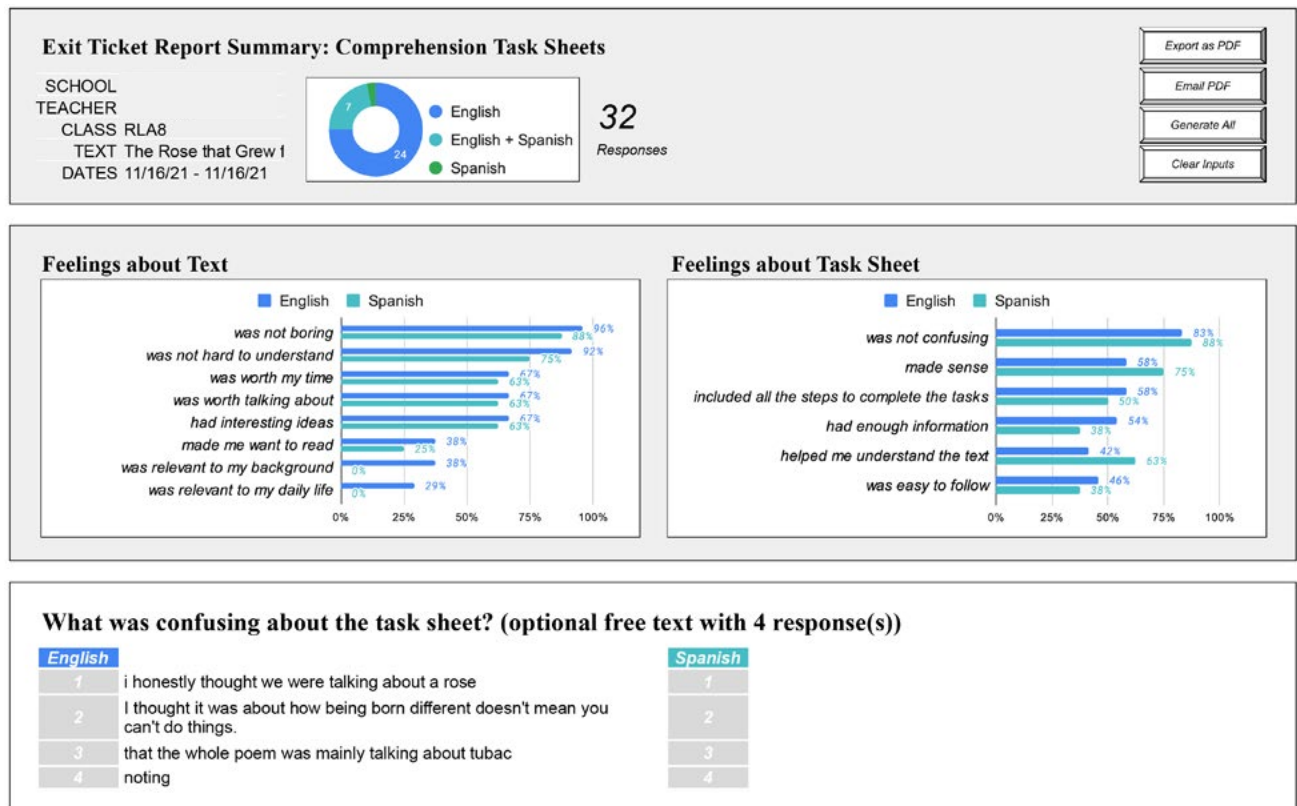 Exit Ticket Report Summary: Comprehension Task Sheets
Export as PDF
Email PDF
Generate All
Clear Inputs
SCHOOL
TEACHER
CLASS RLA8
TEXT The Rose that Grew f
DATES 11/16/21 - 11/16/21
7
24
English
English + Spanish
Spanish
32
Responses
Feelings about Text
English Spanish
was not boring 96% 88%
was not hard to understand 92% 75%
was worth my time 67% 63%
was worth talking about 67% 63%
had interesting ideas 67% 63%
made me want to read 38% 25%
was relevant to my background 38% 0%
was relevant to my daily life 29% 0%
0% 25% 50% 75% 100%
Feelings about Task Sheet
English Spanish
was not confusing 83% 88%
made sense 58% 75%
included all the steps to complete the tasks 58% 50%
had enough information 54% 38%
helped me understand the text 42% 63%
was easy to follow 46% 38%
0% 25% 50% 75% 100%
What was confusing about the task sheet? (optional free text with 4 response(s))
English
1 i honestly thought we were talking about a rose
2 I thought it was about how being born different doesn't mean you
can't do things.
3 that the whole poem was mainly talking about tubac
4 noting
Spanish
1
2
3
4